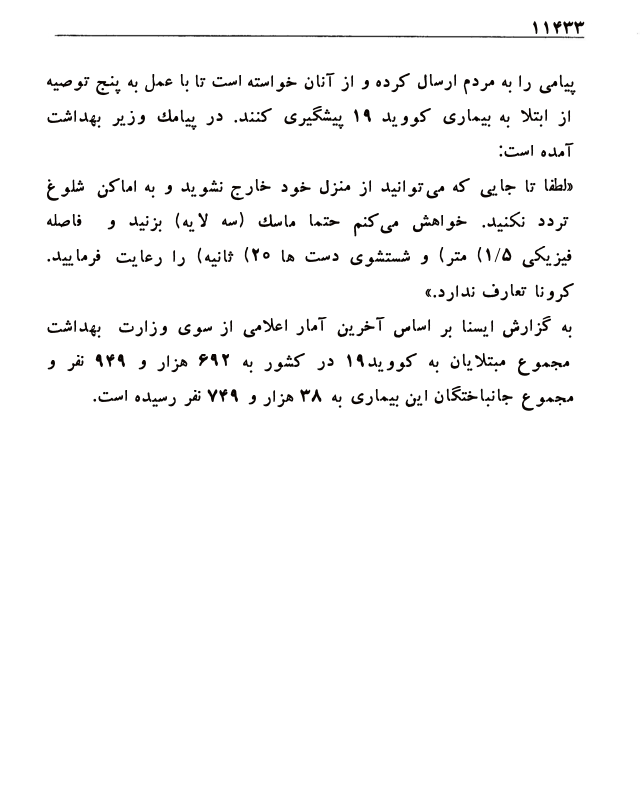 ۱۱۴۳۳
پیامی را به مردم ارسال کرده و از آنان خواسته است تا با عمل به پنج توصیه
از ابتلا به بیماری کووید ۱۹ پیشگیری کنند. در پیامك وزیر بهداشت
آمده است:
«لطفا تا جایی که می‌توانید از منزل خود خارج نشوید و به اماکن شلوغ
تردد نکنید. خواهش می‌کنم حتما ماسك (سه لایه) بزنید و فاصله
فیزیکی ۱/۵) متر) و شستشوی دست ها ۲۰) ثانیه) را رعایت فرمایید.
کرونا تعارف ندارد.»
به گزارش ایسنا بر اساس آخرین آمار اعلامی از سوی وزارت بهداشت
مجموع مبتلایان به کووید۱۹ در کشور به ۶۹۲ هزار و ۹۴۹ نفر و
مجموع جانباختگان این بیماری به ۳۸ هزار و ۷۴۹ نفر رسیده است.